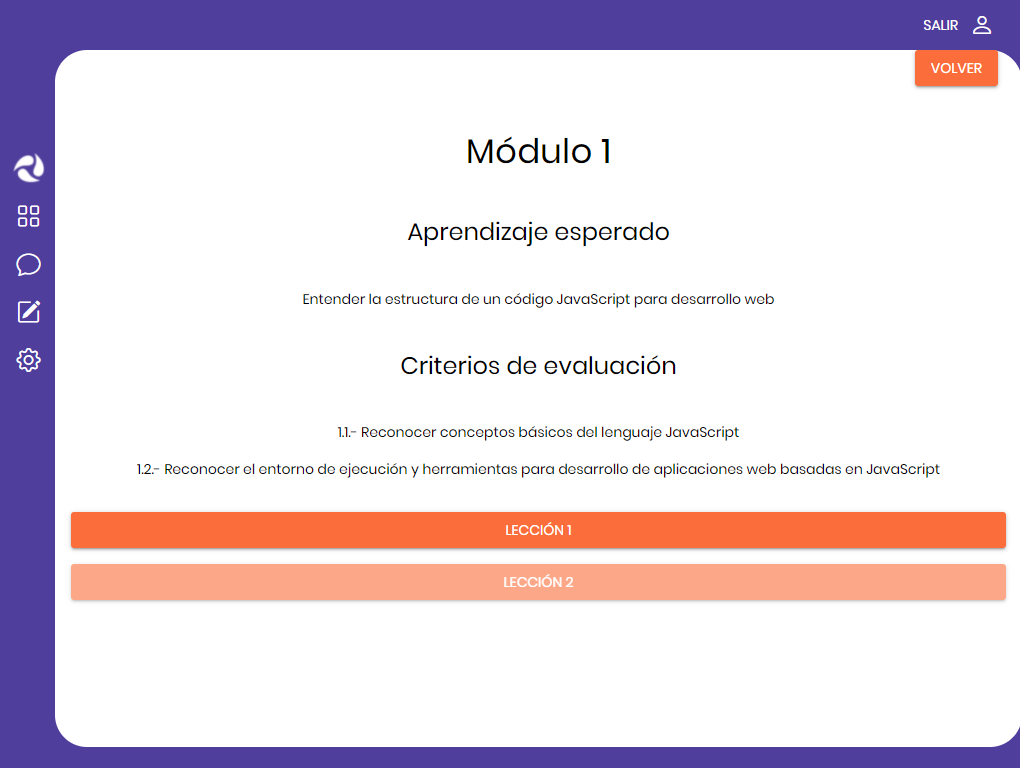 SALIR
VOLVER
Módulo 1
Aprendizaje esperado
Entender la estructura de un código JavaScript para desarrollo web
Criterios de evaluación
1.1.- Reconocer conceptos básicos del lenguaje JavaScript
1.2.- Reconocer el entorno de ejecución y herramientas para desarrollo de aplicaciones web basadas en JavaScript
LECCIÓN 1
LECCIÓN 2